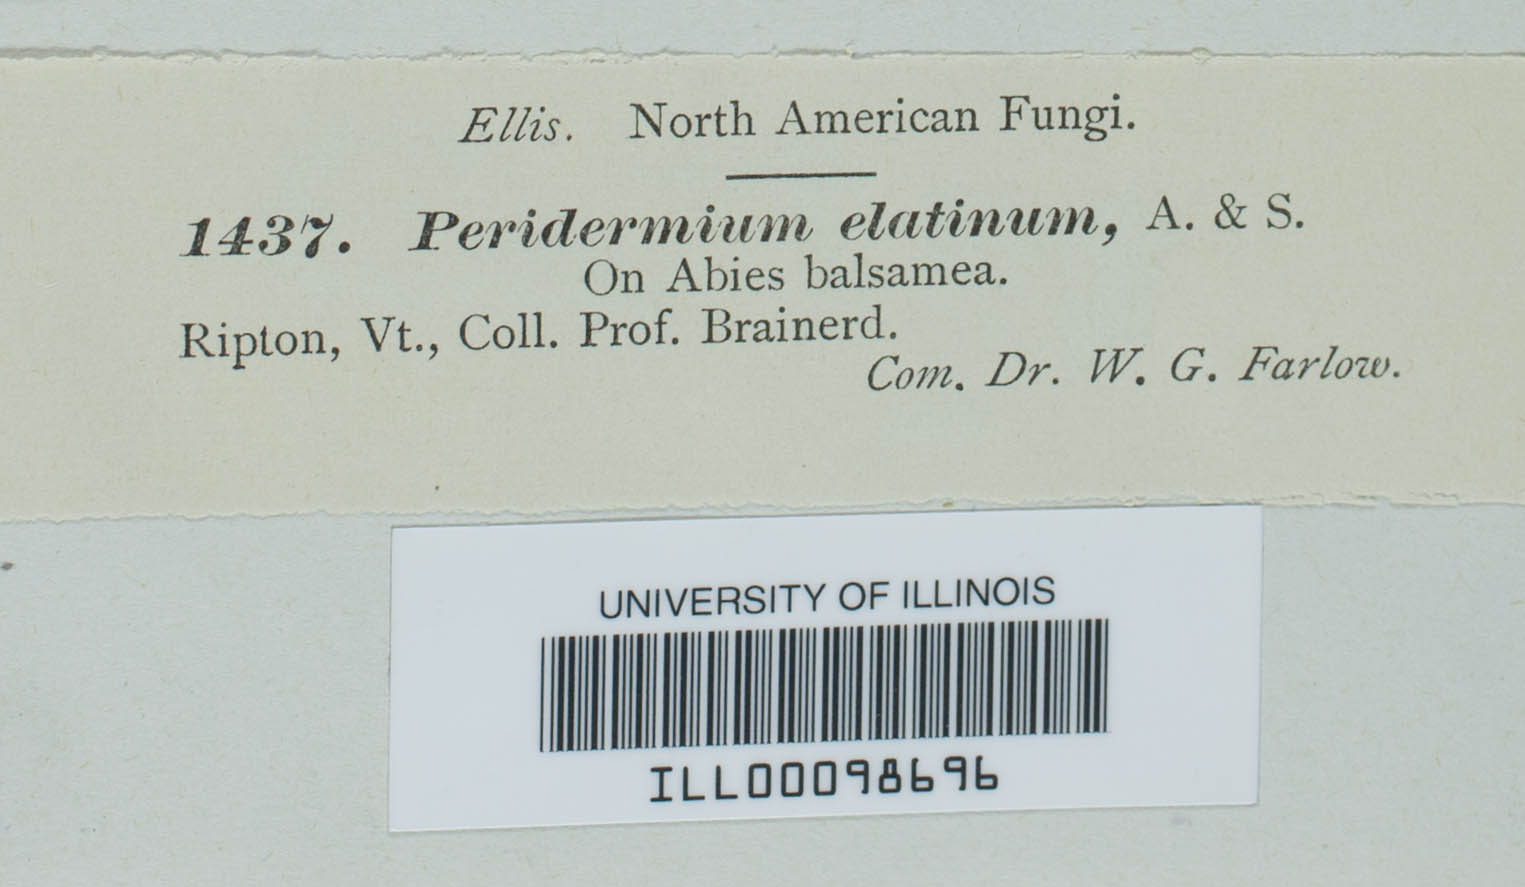 Ellis. North American Fungi.
1437. Peridermium elatinum, A. & S.
On Abies balsamea.
Ripton, Vt., Coll. Prof. Brainerd.
Com. Dr. W. G. Farlow.
UNIVERSITY OF ILLINOIS
ILL00098696